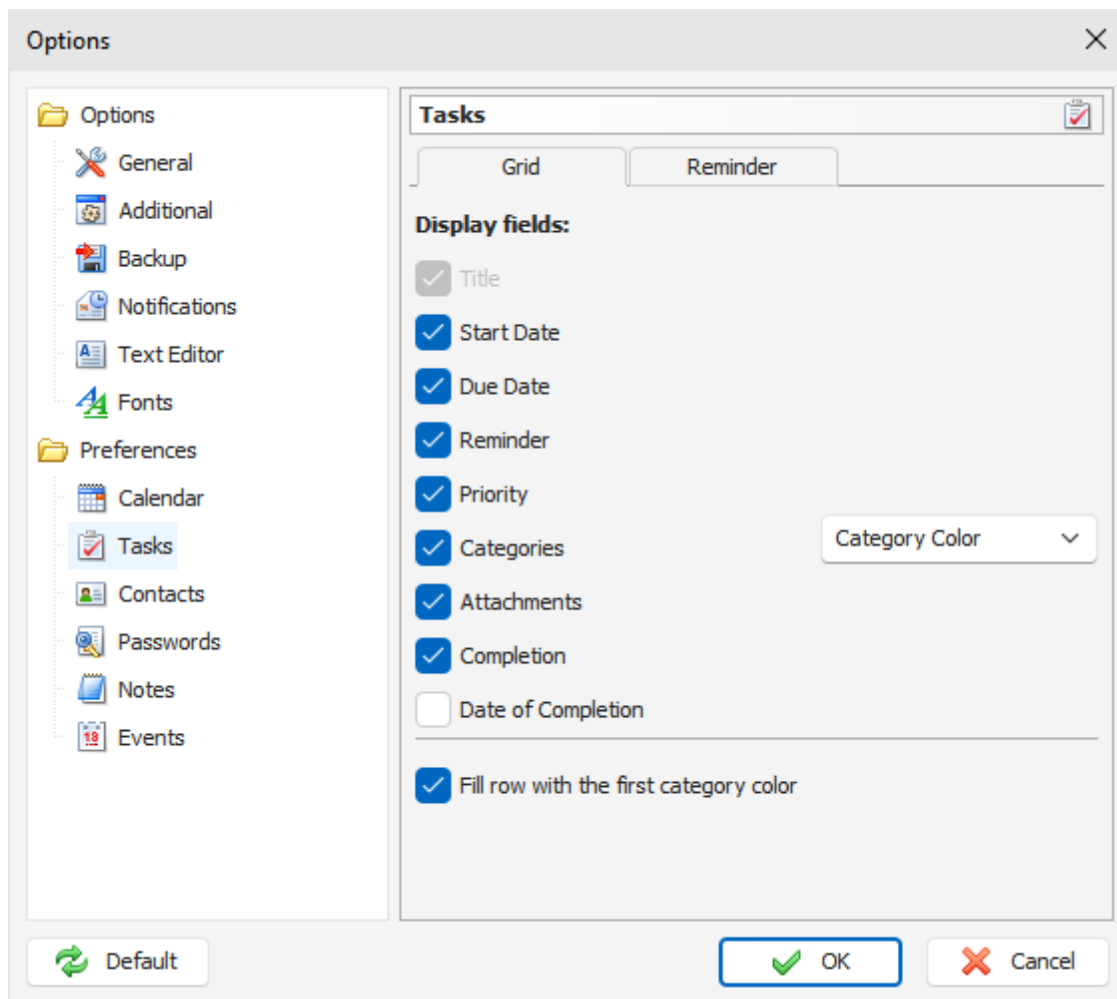 Options
Options
General
Additional
Backup
Notifications
Text Editor
Fonts
Preferences
Calendar
Tasks
Contacts
Passwords
Notes
Events
Tasks
Grid
Reminder
Display fields:
Title
Start Date
Due Date
Reminder
Priority
Categories
Category Color
Attachments
Completion
Date of Completion
Fill row with the first category color
Default
OK
Cancel